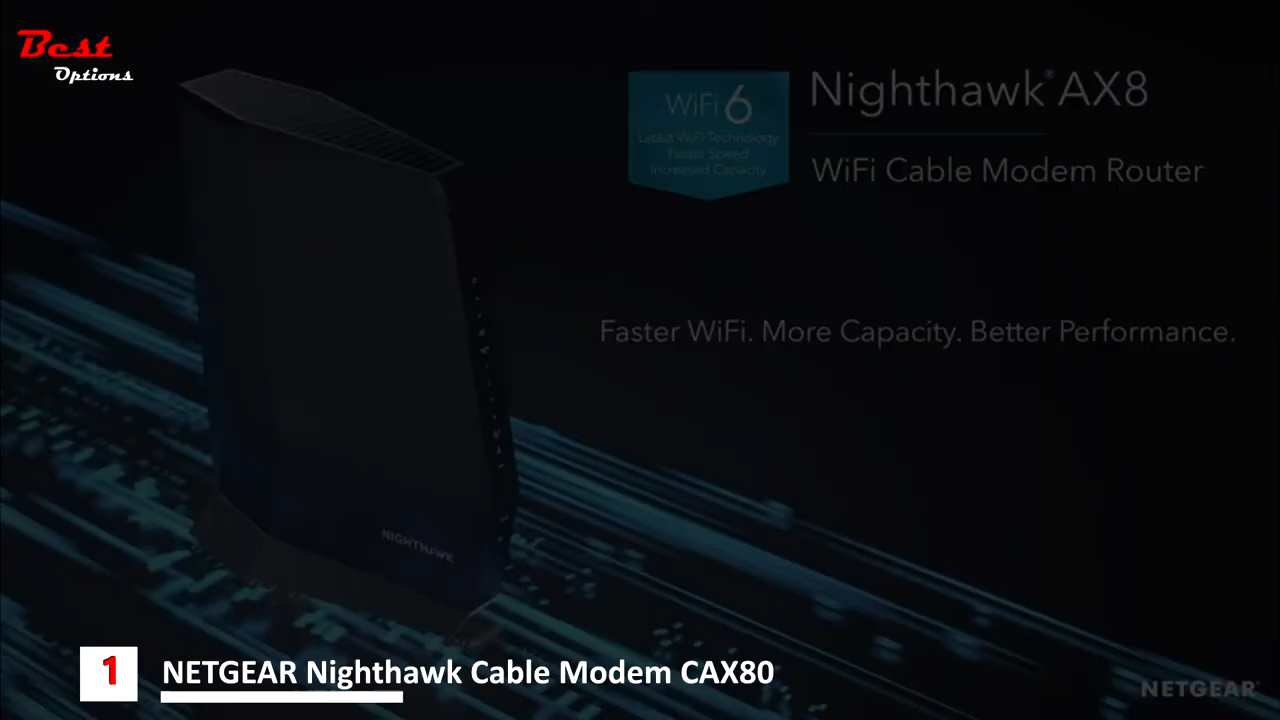 Best
Options
WiFi 6
Latest WiFi Technology
Faster Speed
Increased Capacity
Nighthawk® AX8
WiFi Cable Modem Router
Faster WiFi. More Capacity. Better Performance.
NIGHTHAWK
1
NETGEAR Nighthawk Cable Modem CAX80
NETGEAR®